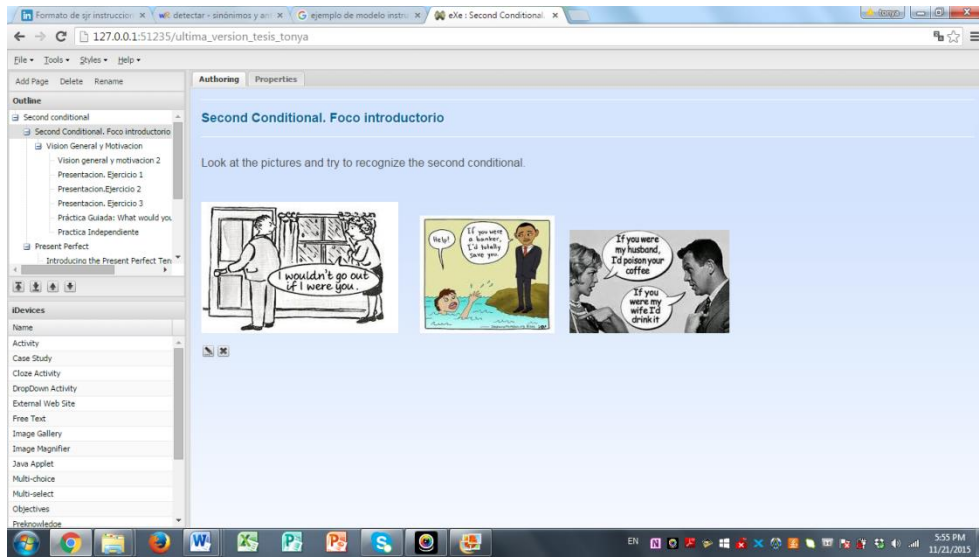 Formato de sjr instruccion
detectar - sinónimos y ant
ejemplo de modelo instru
eXe : Second Conditional.
tonya
127.0.0.1:51235/ultima_version_tesis_tonya
File Tools Styles Help
Add Page Delete Rename
Authoring Properties
Outline
Second conditional
Second Conditional. Foco introductorio
Vision General y Motivacion
Vision general y motivacion 2
Presentacion. Ejercicio 1
Presentacion.Ejercicio 2
Presentacion. Ejercicio 3
Práctica Guiada: What would you
Practica Independiente
Present Perfect
Introducing the Present Perfect Ten
iDevices
Name
Activity
Case Study
Cloze Activity
DropDown Activity
External Web Site
Free Text
Image Gallery
Image Magnifier
Java Applet
Multi-choice
Multi-select
Objectives
Preknowledge
Second Conditional. Foco introductorio
Look at the pictures and try to recognize the second conditional.
I wouldn't go out
if I were you.
Help!
If you were
a banker,
I'd totally
save you.
If you were
my husband,
I'd poison your
coffee
If you
were my
wife I'd
drink it
EN
5:55 PM
11/21/2015